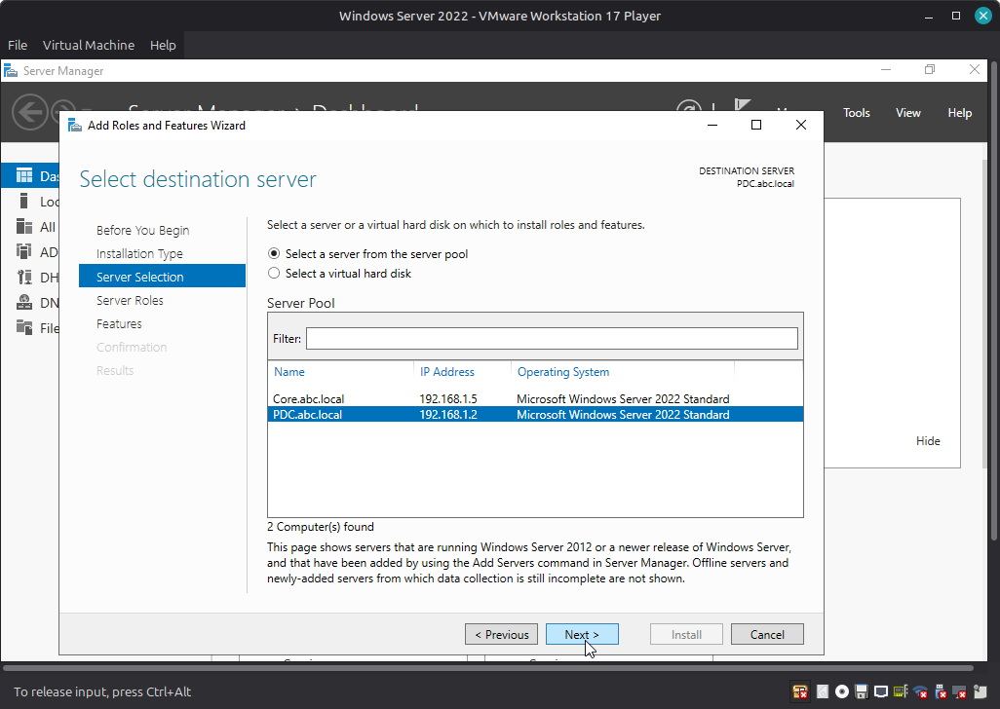 Windows Server 2022 - VMware Workstation 17 Player
File Virtual Machine Help
Server Manager
Server Manager Dashboard
Tools View Help
Add Roles and Features Wizard
Select destination server
DESTINATION SERVER
PDC.abc.local
Das
Loc
All
AD
DH
DN
File
Before You Begin
Installation Type
Server Selection
Server Roles
Features
Confirmation
Results
Select a server or a virtual hard disk on which to install roles and features.
Select a server from the server pool
Select a virtual hard disk
Server Pool
Filter:
Name IP Address Operating System
Core.abc.local 192.168.1.5 Microsoft Windows Server 2022 Standard
PDC.abc.local 192.168.1.2 Microsoft Windows Server 2022 Standard
2 Computer(s) found
This page shows servers that are running Windows Server 2012 or a newer release of Windows Server,
and that have been added by using the Add Servers command in Server Manager. Offline servers and
newly-added servers from which data collection is still incomplete are not shown.
Hide
< Previous Next > Install Cancel
To release input, press Ctrl+Alt